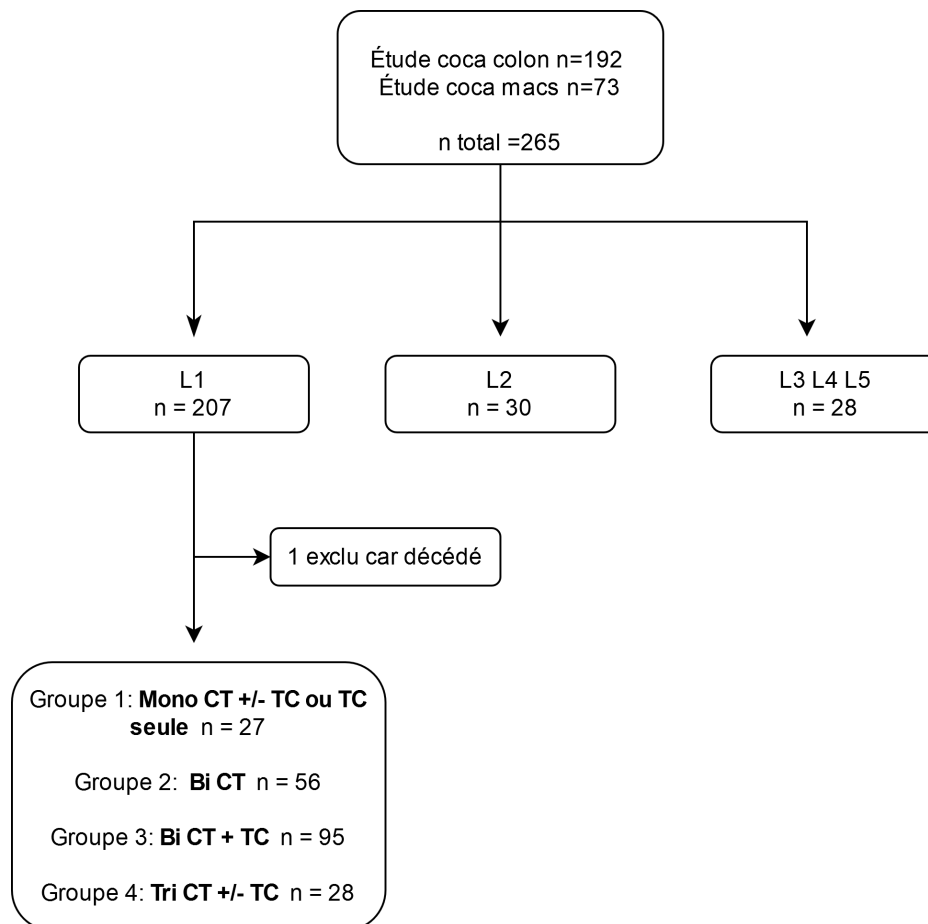 Étude coca colon n=192
Étude coca macs n=73
n total =265
L1
n = 207
L2
n = 30
L3 L4 L5
n = 28
1 exclu car décédé
Groupe 1: Mono CT +/- TC ou TC
seule n = 27
Groupe 2: Bi CT n = 56
Groupe 3: Bi CT + TC n = 95
Groupe 4: Tri CT +/- TC n = 28